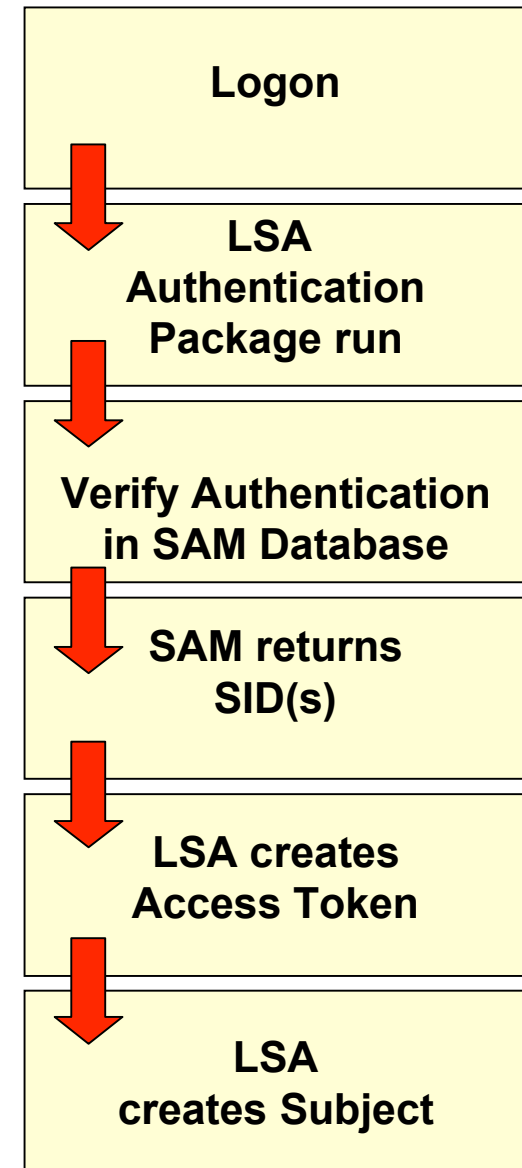 Logon
LSA
Authentication
Package run
Verify Authentication
in SAM Database
SAM returns
SID(s)
LSA creates
Access Token
LSA
creates Subject